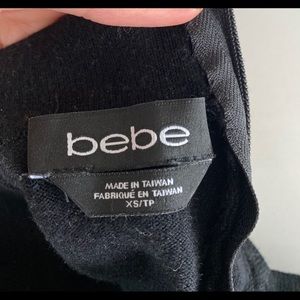 bebe
MADE IN TAIWAN
FABRIQUÉ EN TAIWAN
XS/TP